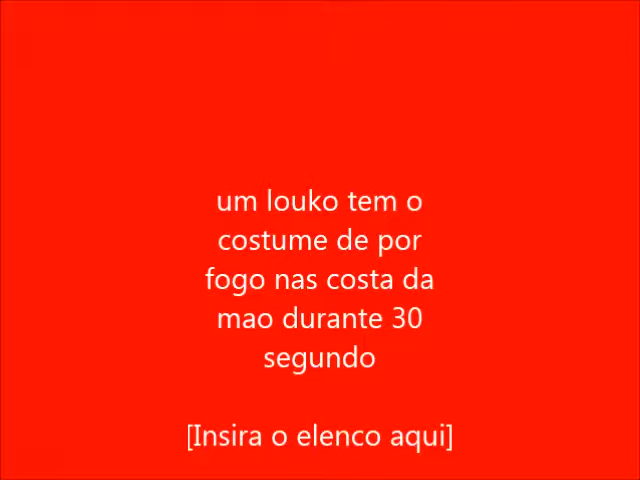 um louko tem o
costume de por
fogo nas costa da
mao durante 30
segundo
[Insira o elenco aqui]